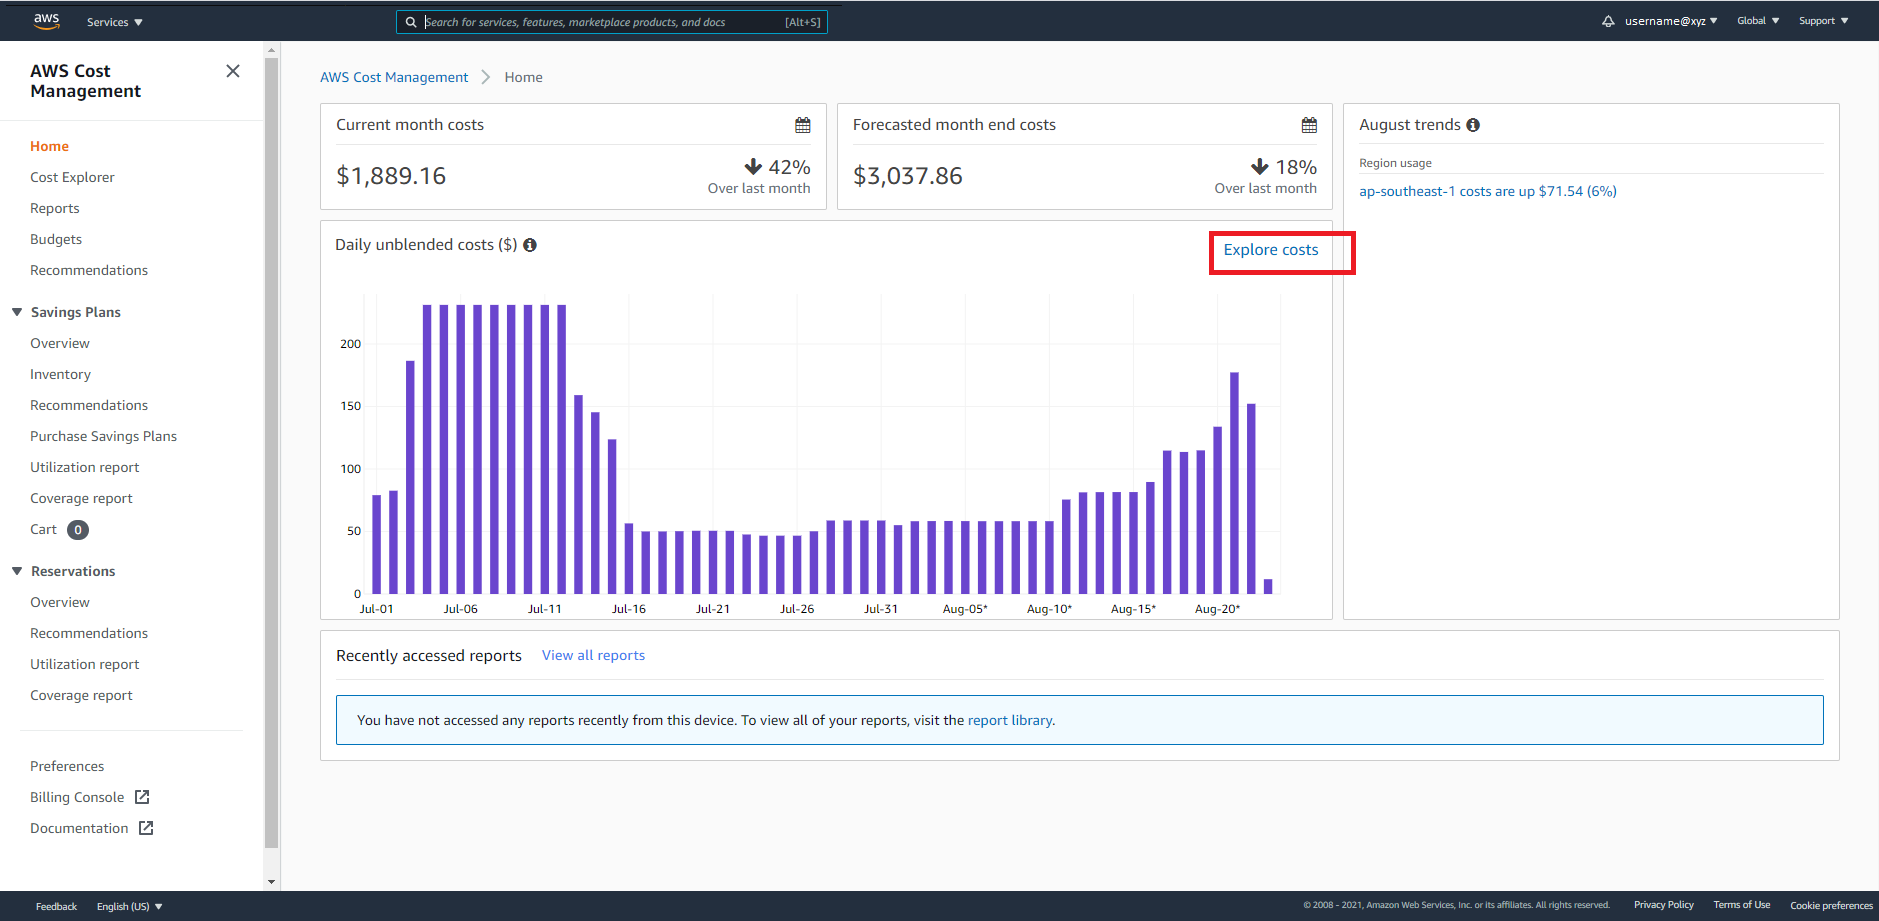 aws
Services
Search for services, features, marketplace products, and docs [Alt+S]
username@xyz
Global
Support
AWS Cost
Management
Home
Cost Explorer
Reports
Budgets
Recommendations
Savings Plans
Overview
Inventory
Recommendations
Purchase Savings Plans
Utilization report
Coverage report
Cart 0
Reservations
Overview
Recommendations
Utilization report
Coverage report
Preferences
Billing Console
Documentation
AWS Cost Management Home
Current month costs
$1,889.16
42%
Over last month
Forecasted month end costs
$3,037.86
18%
Over last month
August trends
Region usage
ap-southeast-1 costs are up $71.54 (6%)
Daily unblended costs ($)
Explore costs
200
150
100
50
0
Jul-01 Jul-06 Jul-11 Jul-16 Jul-21 Jul-26 Jul-31 Aug-05* Aug-10* Aug-15* Aug-20*
Recently accessed reports View all reports
You have not accessed any reports recently from this device. To view all of your reports, visit the report library.
Feedback English (US)
© 2008 - 2021, Amazon Web Services, Inc. or its affiliates. All rights reserved. Privacy Policy Terms of Use Cookie preferences